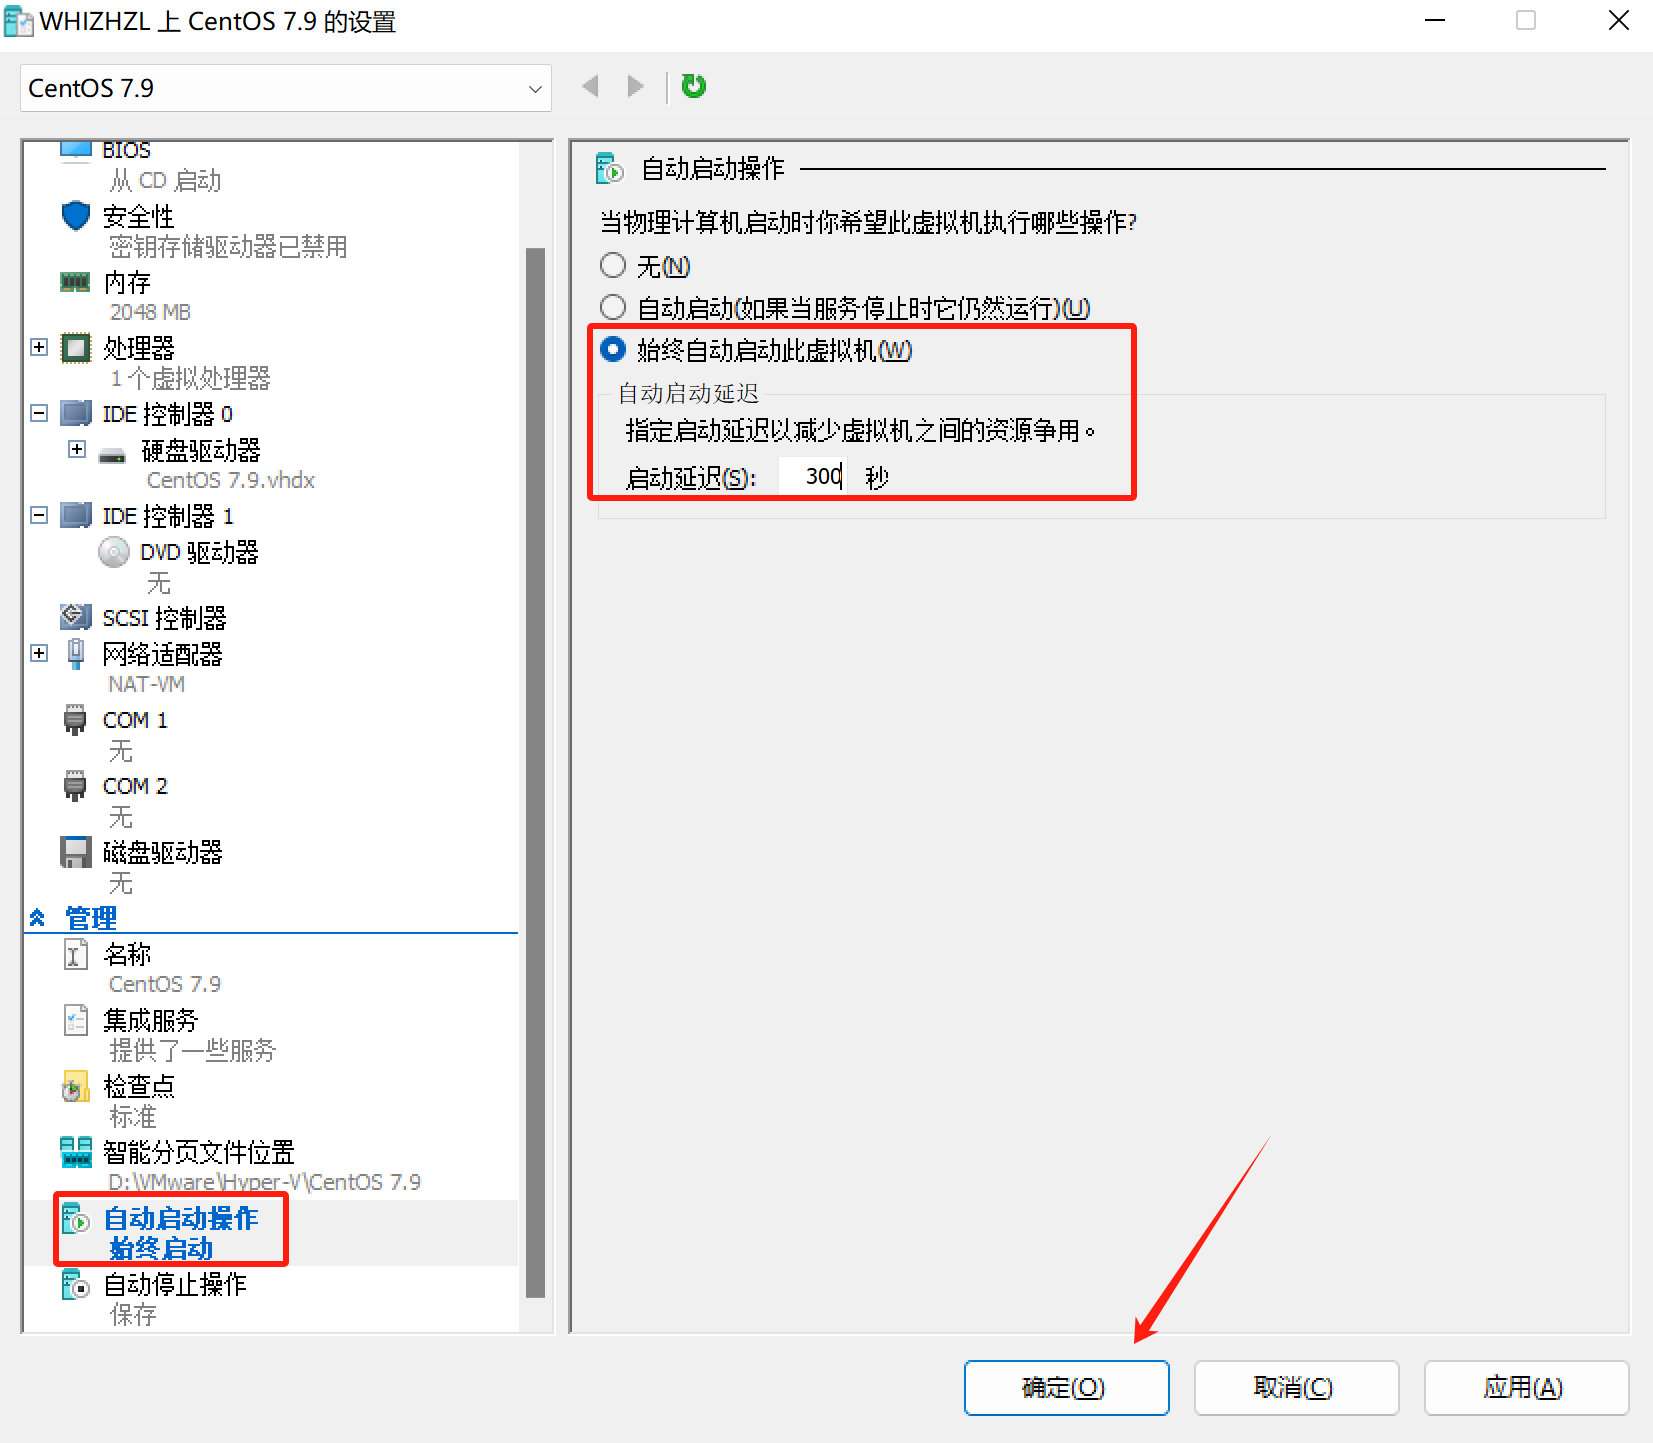 WHIZHZL 上 CentOS 7.9 的设置
CentOS 7.9
BIOS
从 CD 启动
安全性
密钥存储驱动器已禁用
内存
2048 MB
处理器
1 个虚拟处理器
IDE 控制器 0
硬盘驱动器
CentOS 7.9.vhdx
IDE 控制器 1
DVD 驱动器
无
SCSI 控制器
网络适配器
NAT-VM
COM 1
无
COM 2
无
磁盘驱动器
无
管理
名称
CentOS 7.9
集成服务
提供了一些服务
检查点
标准
智能分页文件位置
D:\VMware\Hyper-V\CentOS 7.9
自动启动操作
始终启动
自动停止操作
保存
自动启动操作
当物理计算机启动时你希望此虚拟机执行哪些操作?
无(N)
自动启动(如果当服务停止时它仍然运行)(U)
始终自动启动此虚拟机(W)
自动启动延迟
指定启动延迟以减少虚拟机之间的资源争用。
启动延迟(S): 300 秒
确定(O) 取消(C) 应用(A)